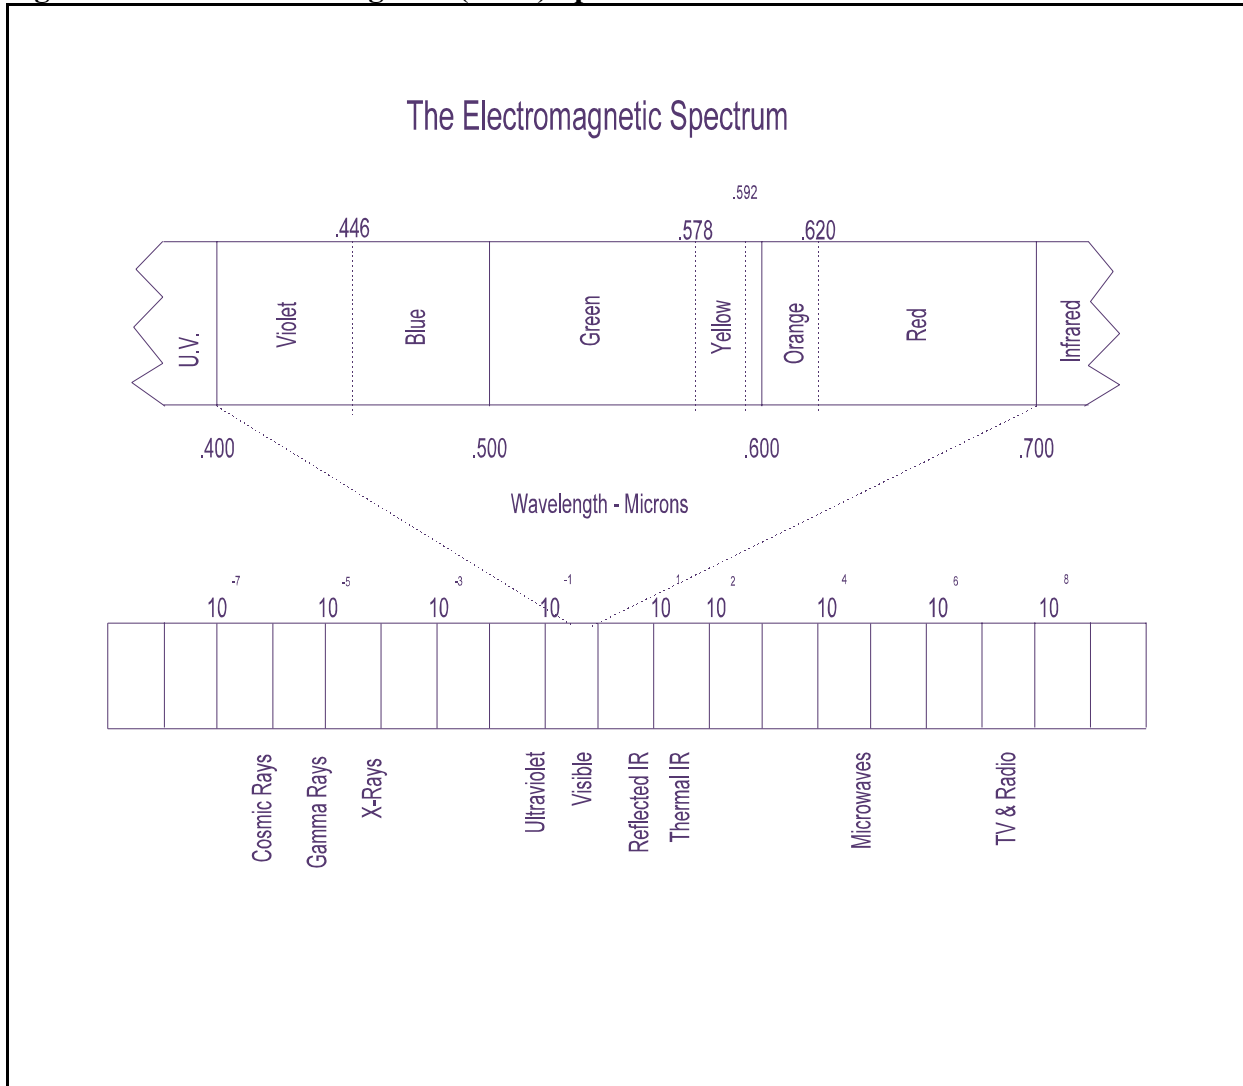 The Electromagnetic Spectrum
.592
.446 .578 .620
U.V. Violet Blue Green Yellow Orange Red Infrared
.400 .500 .600 .700
Wavelength - Microns
-7 -5 -3 -1 1 2 4 6 8
10 10 10 10 10 10 10 10 10
Cosmic Rays Gamma Rays X-Rays Ultraviolet Visible Reflected IR Thermal IR Microwaves TV & Radio